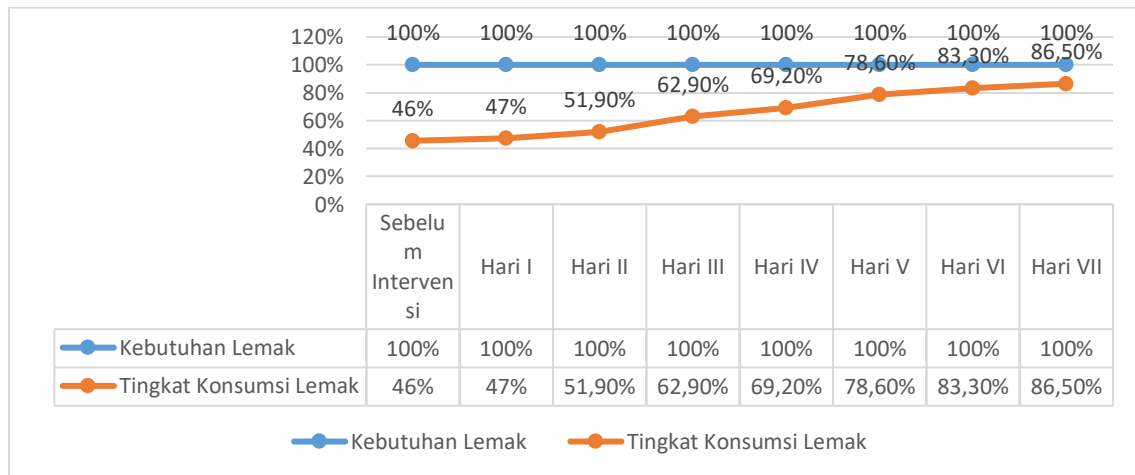 120%
100%
80%
60%
40%
20%
0%
100% 100% 100% 100% 100% 100% 100% 100%
46% 47% 51,90% 62,90% 69,20% 78,60% 83,30% 86,50%
Sebelu
m
Interven
si
Hari I Hari II Hari III Hari IV Hari V Hari VI Hari VII
Kebutuhan Lemak 100% 100% 100% 100% 100% 100% 100% 100%
Tingkat Konsumsi Lemak 46% 47% 51,90% 62,90% 69,20% 78,60% 83,30% 86,50%
Kebutuhan Lemak Tingkat Konsumsi Lemak